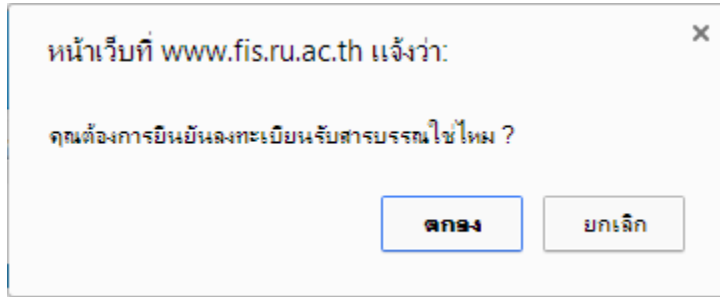 หน้าเว็บที่ www.fis.ru.ac.th แจ้งว่า:
คุณต้องการยืนยันลงทะเบียนรับสารบรรณใช่ไหม ?
ตกลง ยกเลิก